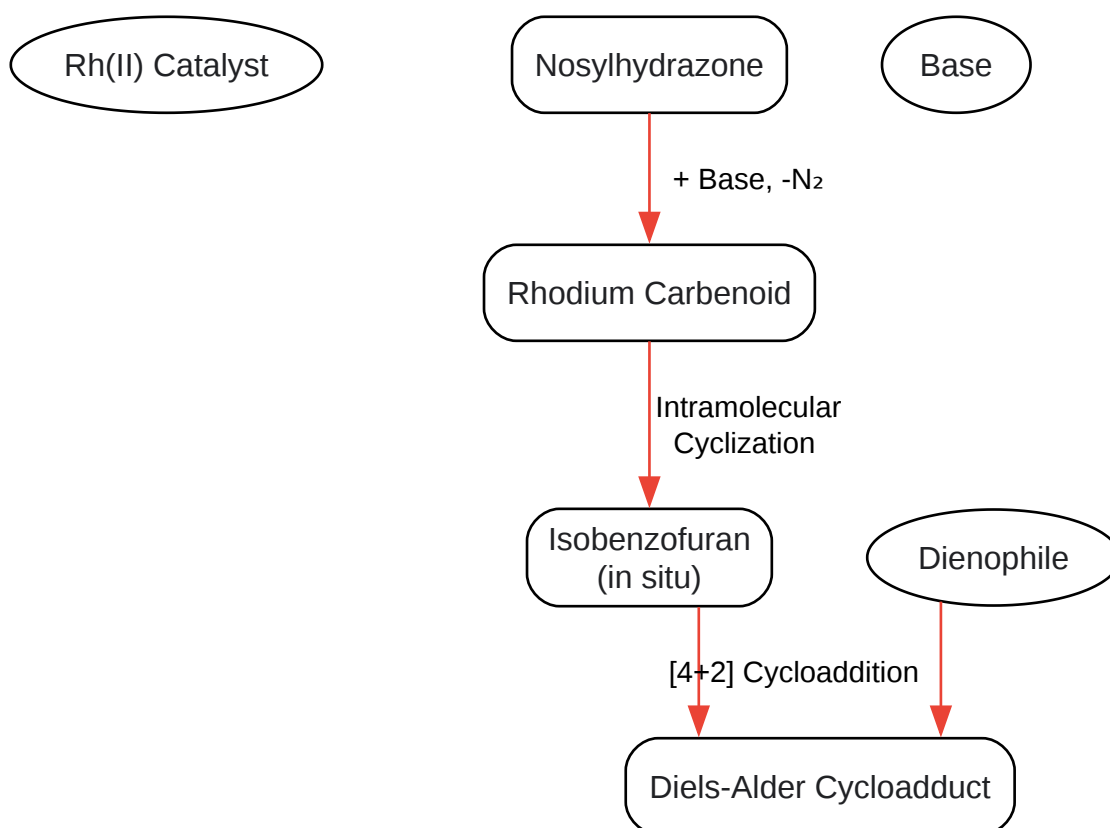 Rh(II) Catalyst
Nosylhydrazone
Base
+ Base, -N₂
Rhodium Carbenoid
Intramolecular
Cyclization
Isobenzofuran
(in situ)
Dienophile
[4+2] Cycloaddition
Diels-Alder Cycloadduct